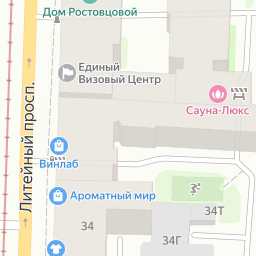 Дом Ростовцовой
Единый
Визовый Центр
Сауна-Люкс
Литейный просп.
Винлаб
Ароматный мир
34
34Т
34Г